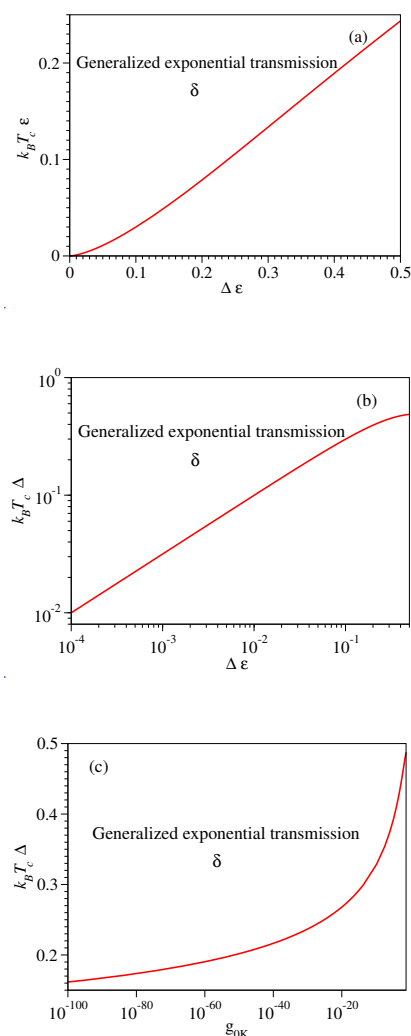 (a)
Generalized exponential transmission
δ
k_B T_c ε
0.2
0.1
0
0 0.1 0.2 0.3 0.4 0.5
Δ ε
(b)
Generalized exponential transmission
δ
k_B T_c Δ
10^0
10^-1
10^-2
10^-4 10^-3 10^-2 10^-1
Δ ε
(c)
Generalized exponential transmission
δ
k_B T_c Δ
0.5
0.4
0.3
0.2
10^-100 10^-80 10^-60 10^-40 10^-20
g_0K